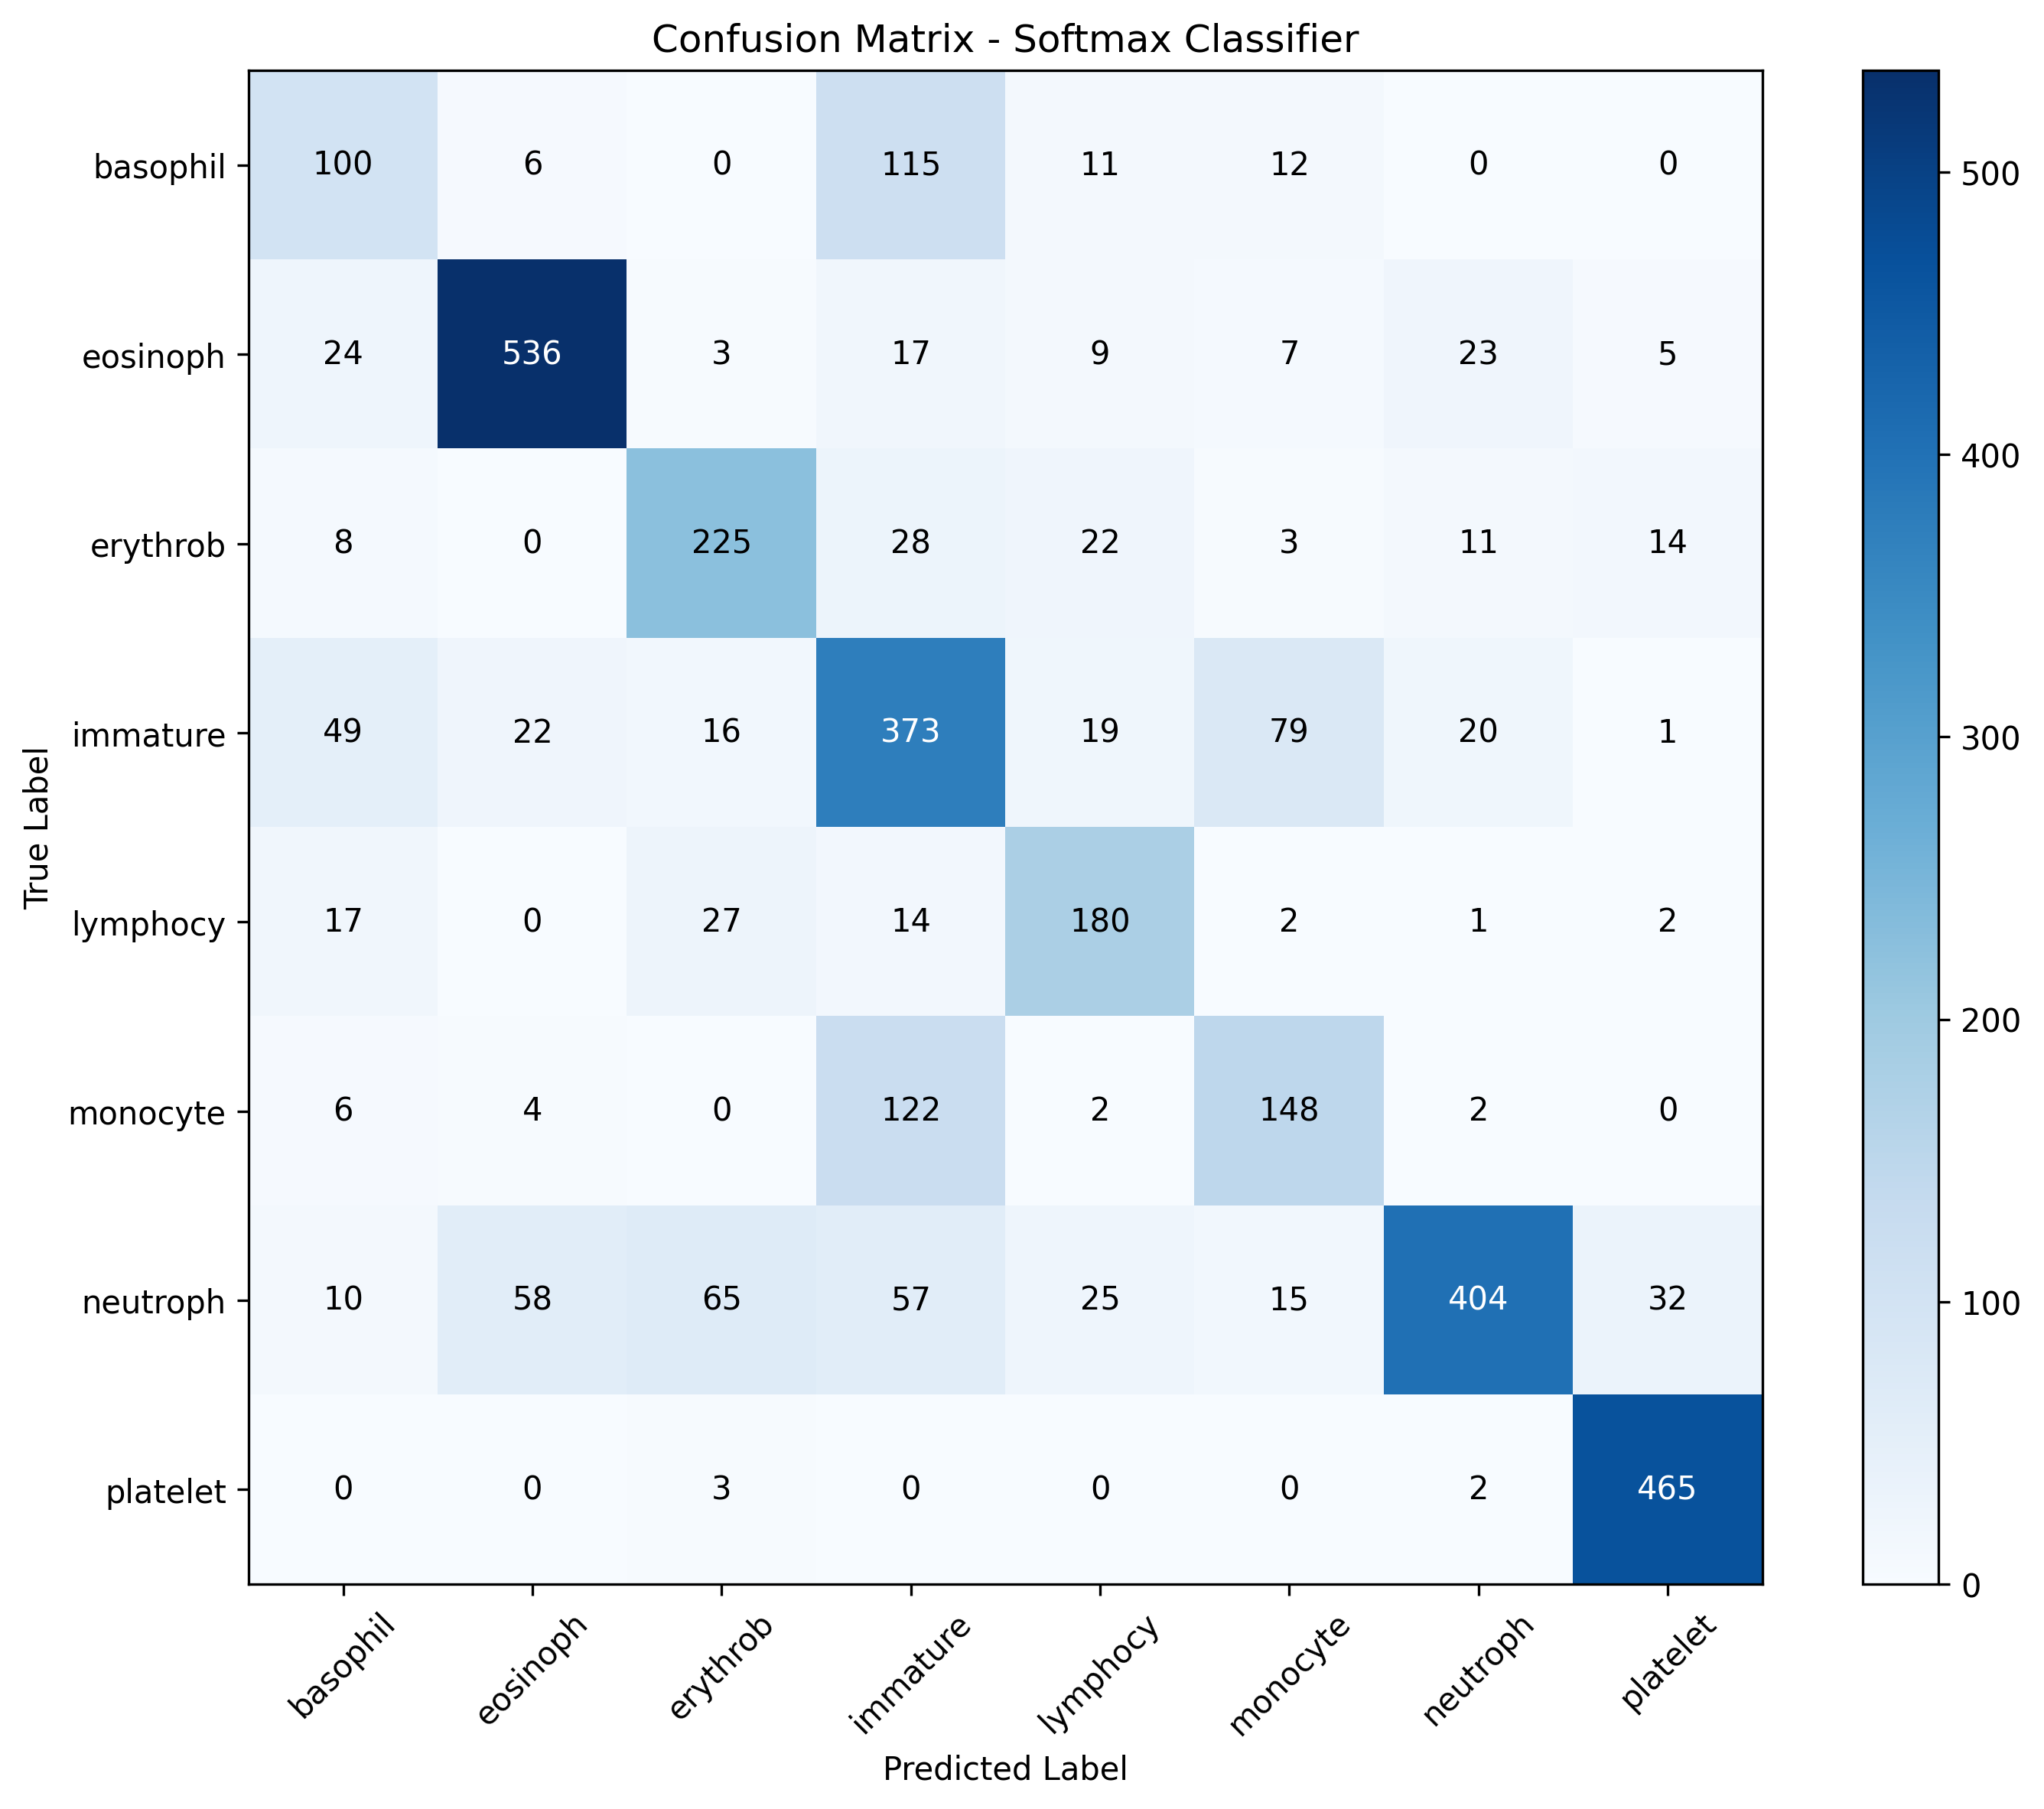 Confusion Matrix - Softmax Classifier
basophil 100 6 0 115 11 12 0 0
eosinoph 24 536 3 17 9 7 23 5
erythrob 8 0 225 28 22 3 11 14
immature 49 22 16 373 19 79 20 1
lymphocy 17 0 27 14 180 2 1 2
monocyte 6 4 0 122 2 148 2 0
neutroph 10 58 65 57 25 15 404 32
platelet 0 0 3 0 0 0 2 465
True Label
basophil eosinoph erythrob immature lymphocy monocyte neutroph platelet
Predicted Label
500
400
300
200
100
0